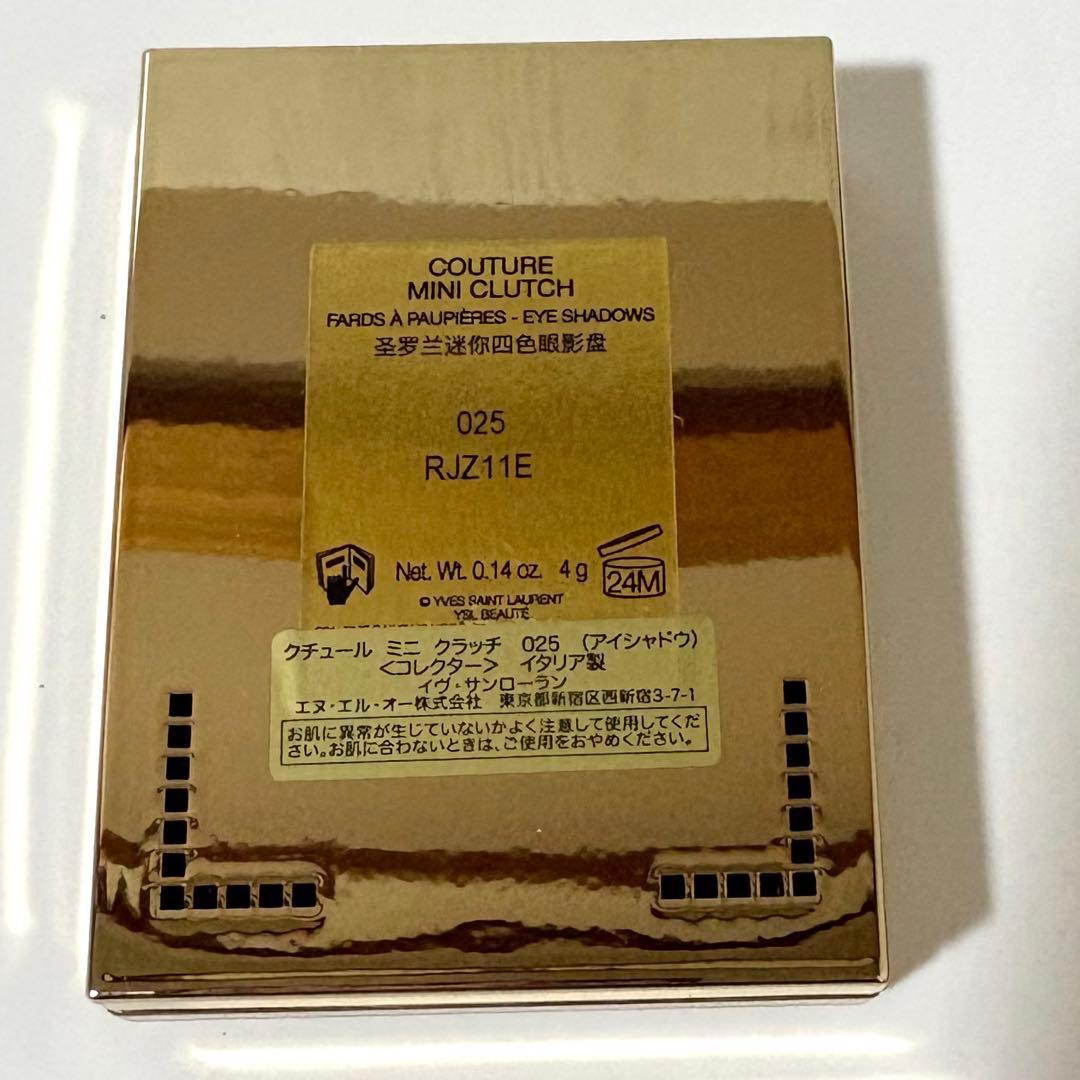 COUTURE
MINI CLUTCH
FARDS À PAUPIÈRES - EYE SHADOWS
圣罗兰迷你四色眼影盘
025
RJZ11E
Net. Wt. 0.14 oz. 4 g
24M
© YVES SAINT LAURENT
YSL BEAUTÉ
クチュール ミニ クラッチ 025 (アイシャドウ)
<コレクター> イタリア製
イヴ・サンローラン
エヌ・エル・オー株式会社 東京都新宿区西新宿3-7-1
お肌に異常が生じていないかよく注意して使用してくだ
さい。お肌に合わないときは、ご使用をおやめください。